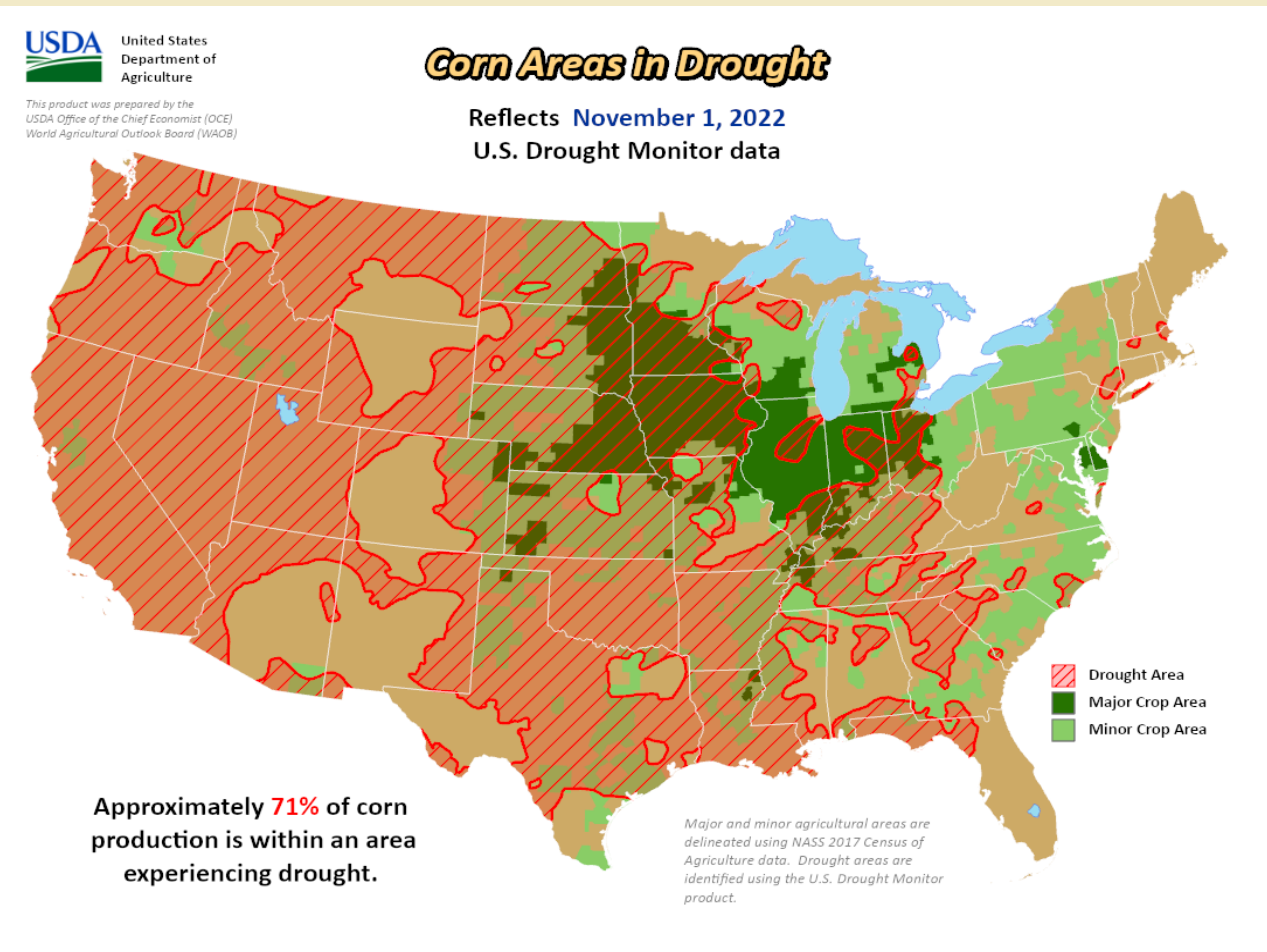 USDA
United States
Department of
Agriculture
This product was prepared by the
USDA Office of the Chief Economist (OCE)
World Agricultural Outlook Board (WAOB)
Corn Areas in Drought
Reflects November 1, 2022
U.S. Drought Monitor data
Drought Area
Major Crop Area
Minor Crop Area
Approximately 71% of corn
production is within an area
experiencing drought.
Major and minor agricultural areas are
delineated using NASS 2017 Census of
Agriculture data. Drought areas are
identified using the U.S. Drought Monitor
product.